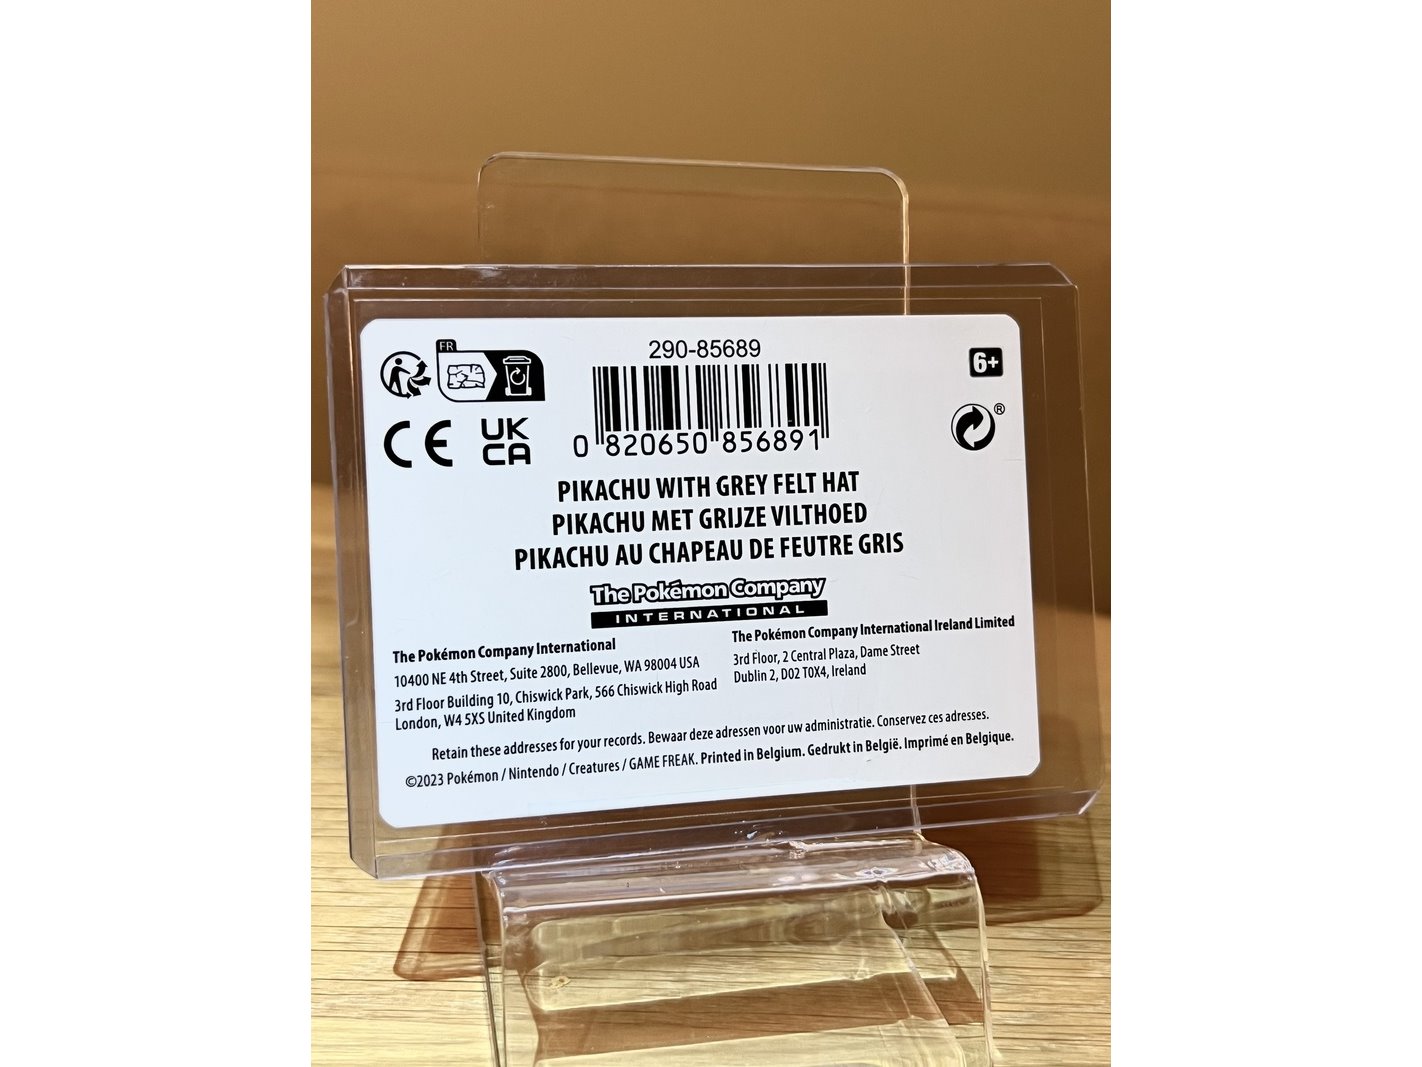 FR
290-85689
6+
CE
UK
CA
®
0 820650 856891
PIKACHU WITH GREY FELT HAT
PIKACHU MET GRIJZE VILTHOED
PIKACHU AU CHAPEAU DE FEUTRE GRIS
The Pokémon Company
INTERNATIONAL
The Pokémon Company International
10400 NE 4th Street, Suite 2800, Bellevue, WA 98004 USA
3rd Floor Building 10, Chiswick Park, 566 Chiswick High Road
London, W4 5XS United Kingdom
The Pokémon Company International Ireland Limited
3rd Floor, 2 Central Plaza, Dame Street
Dublin 2, D02 T0X4, Ireland
Retain these addresses for your records. Bewaar deze adressen voor uw administratie. Conservez ces adresses.
©2023 Pokémon / Nintendo / Creatures / GAME FREAK. Printed in Belgium. Gedrukt in België. Imprimé en Belgique.